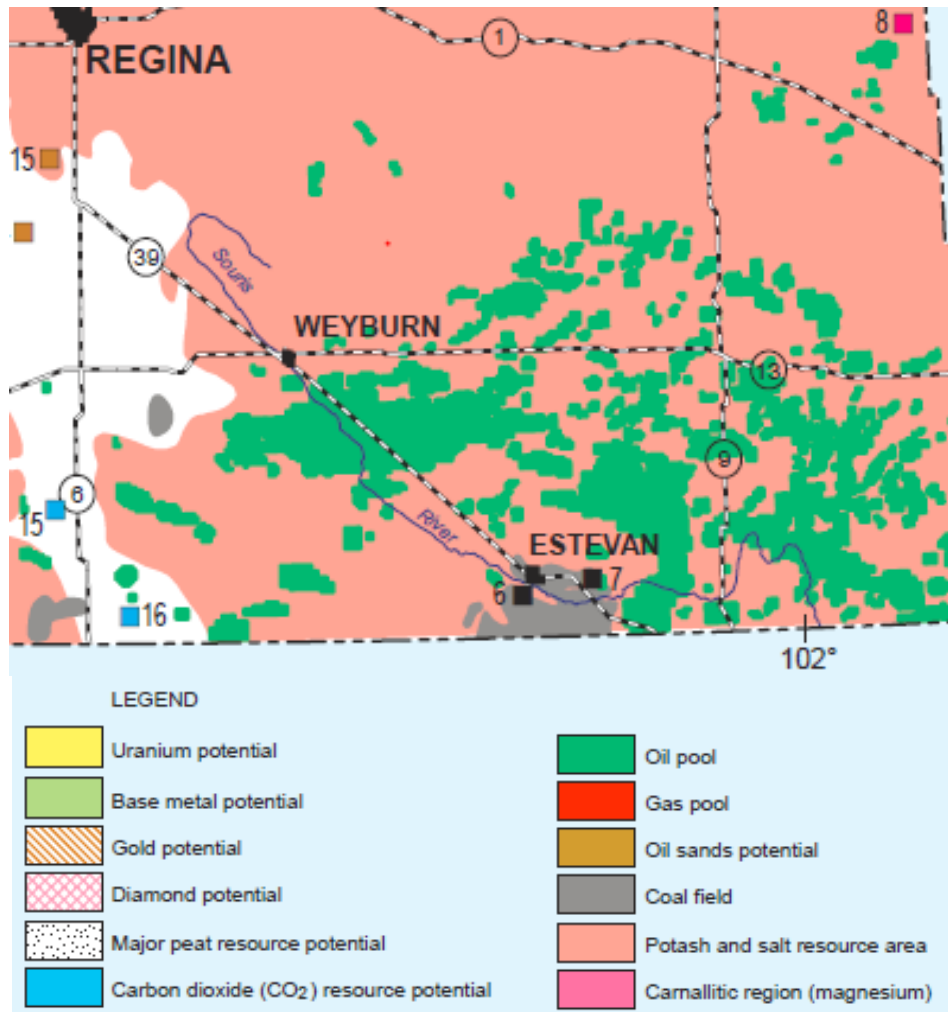 8
1
REGINA
15
39
Souris
WEYBURN
13
9
6
15
River
ESTEVAN
6
7
16
102°
LEGEND
Uranium potential
Base metal potential
Gold potential
Diamond potential
Major peat resource potential
Carbon dioxide (CO₂) resource potential
Oil pool
Gas pool
Oil sands potential
Coal field
Potash and salt resource area
Carnallitic region (magnesium)